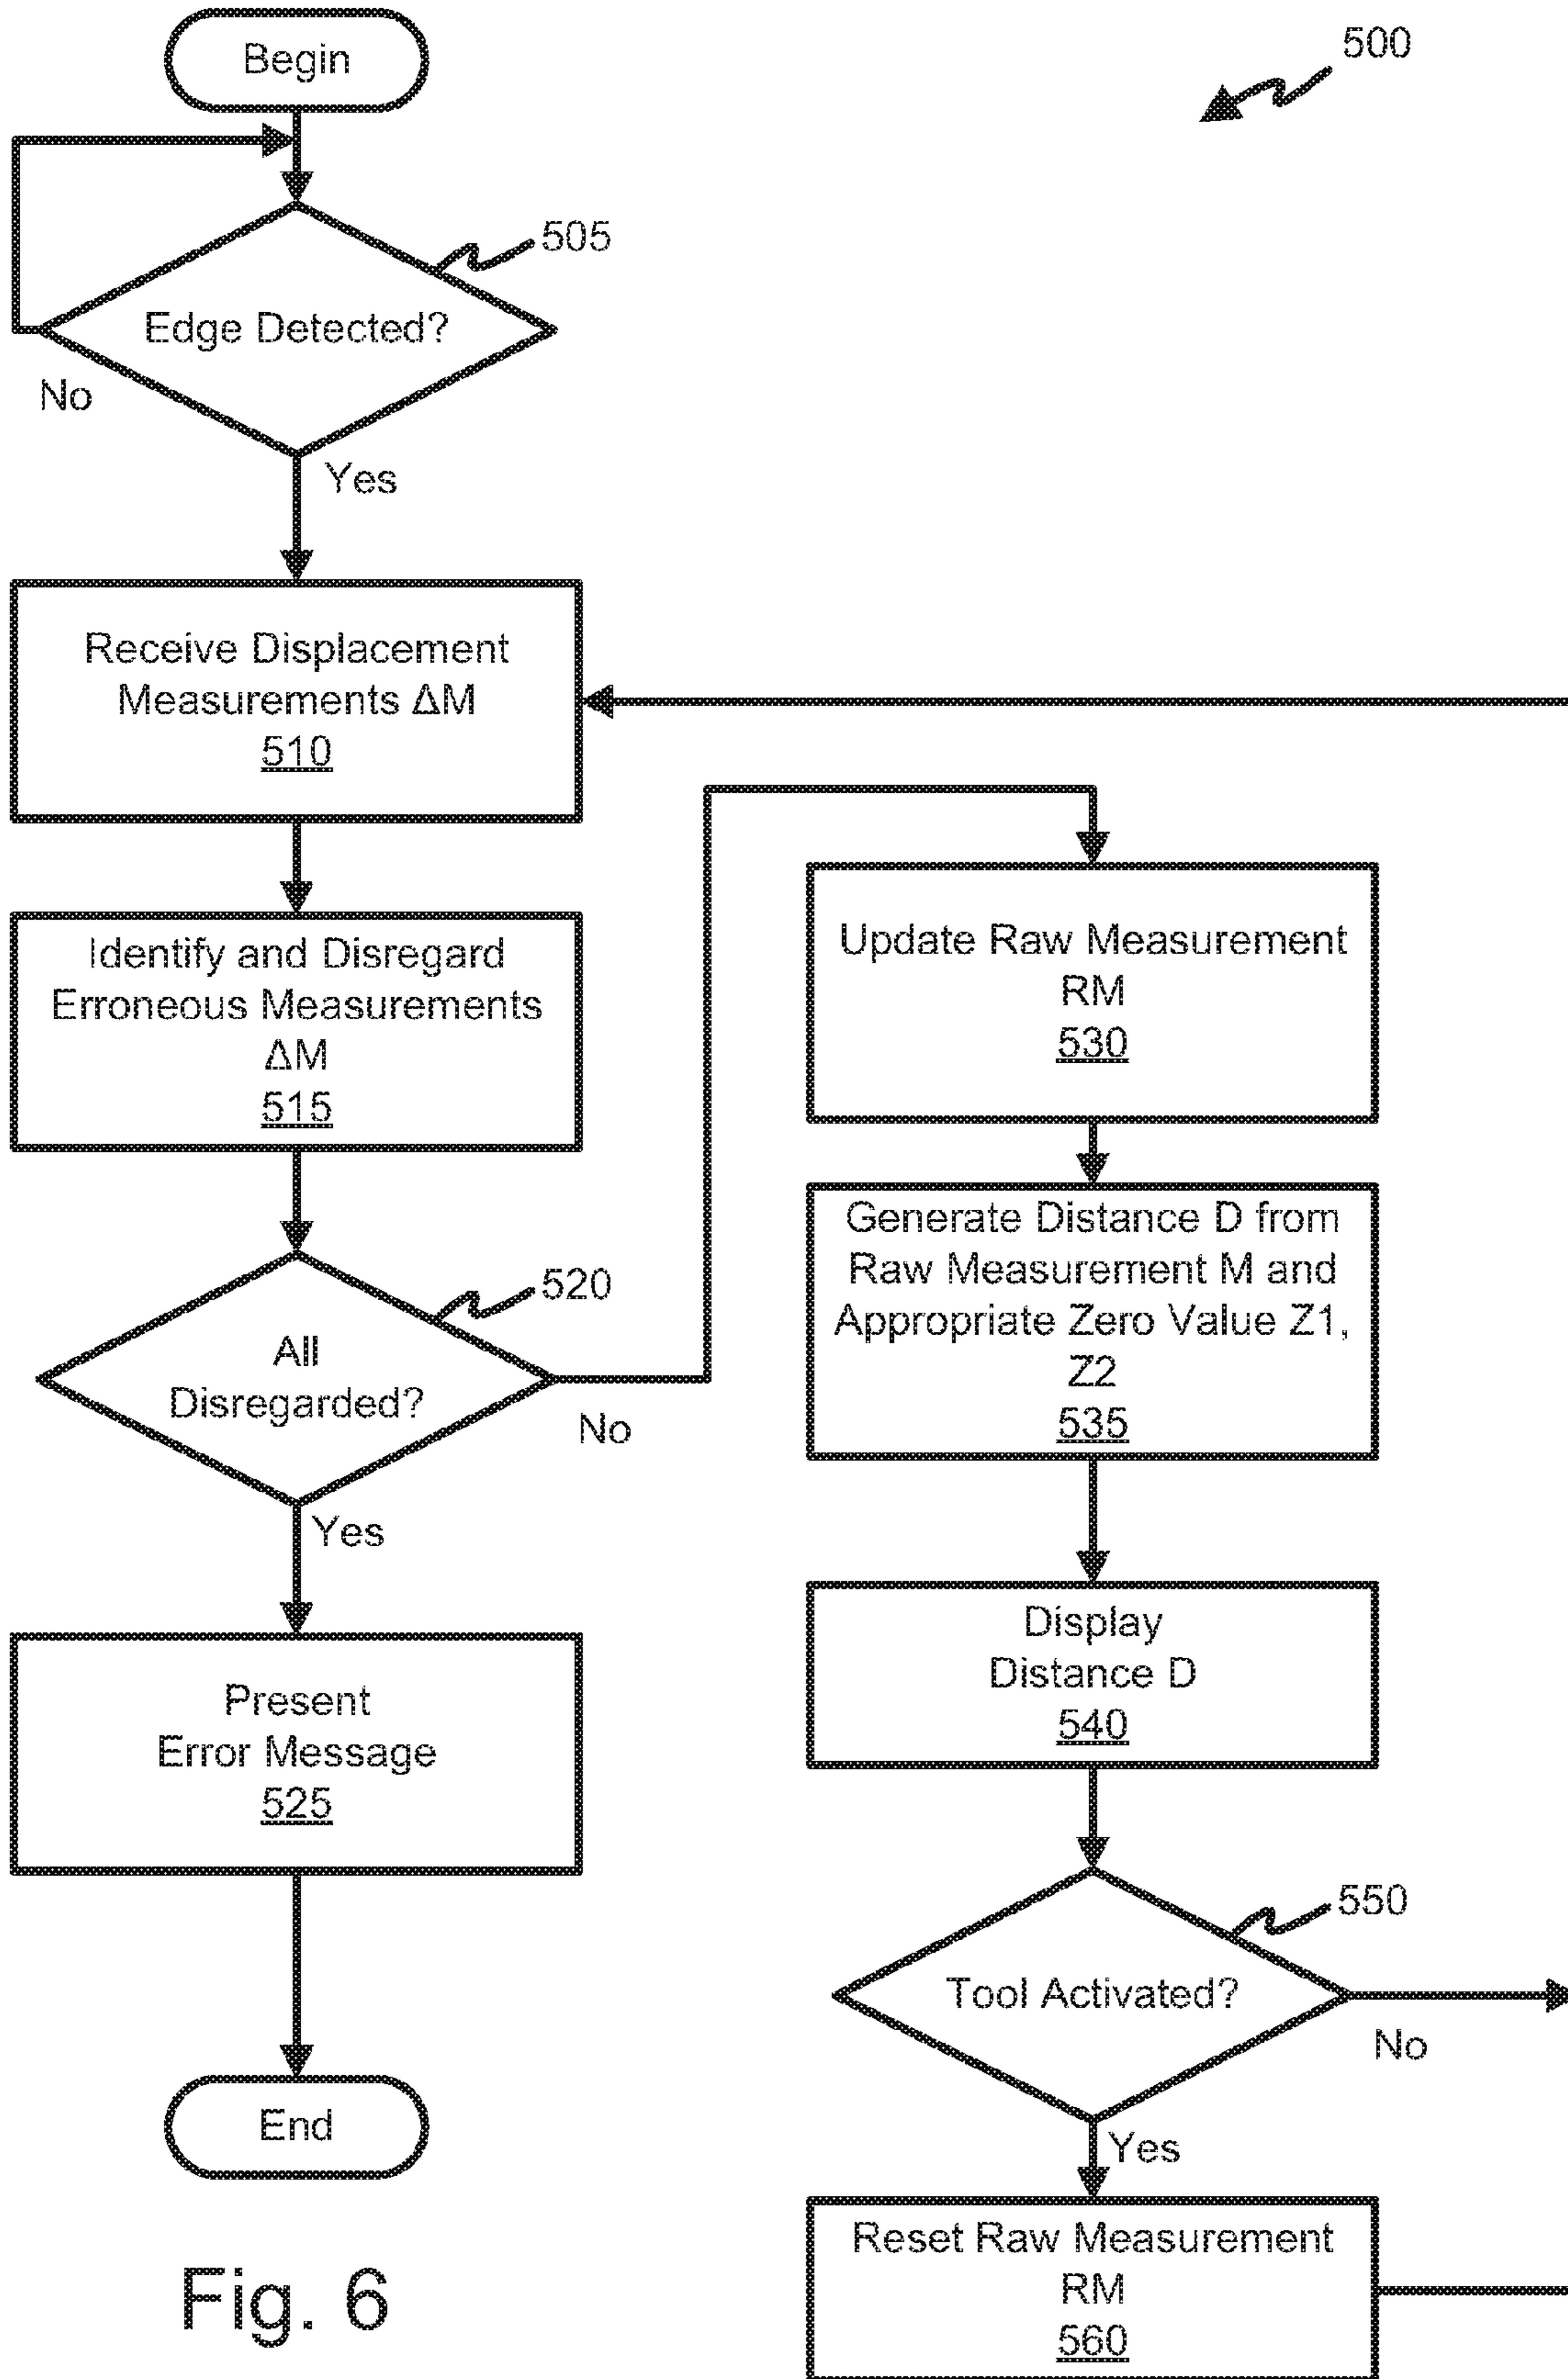 Begin
500
505
Edge Detected?
No
Yes
Receive Displacement
Measurements ΔM
510
Identify and Disregard
Erroneous Measurements
ΔM
515
520
All
Disregarded?
No
Yes
Present
Error Message
525
End
Update Raw Measurement
RM
530
Generate Distance D from
Raw Measurement M and
Appropriate Zero Value Z1,
Z2
535
Display
Distance D
540
550
Tool Activated?
No
Yes
Reset Raw Measurement
RM
560
Fig. 6